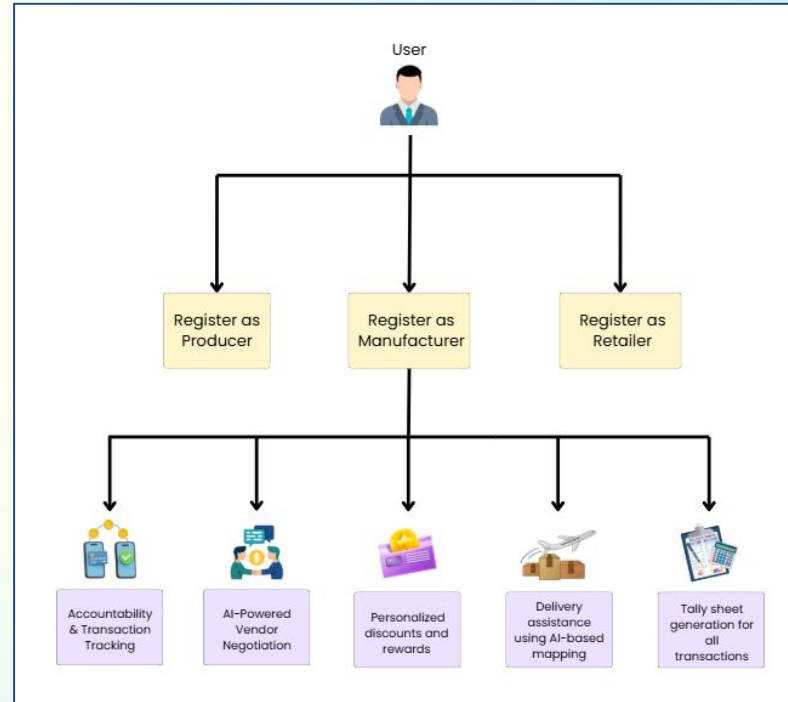 User
Register as
Producer
Register as
Manufacturer
Register as
Retailer
Accountability
& Transaction
Tracking
AI-Powered
Vendor
Negotiation
Personalized
discounts and
rewards
Delivery
assistance
using AI-based
mapping
Tally sheet
generation for
all
transactions